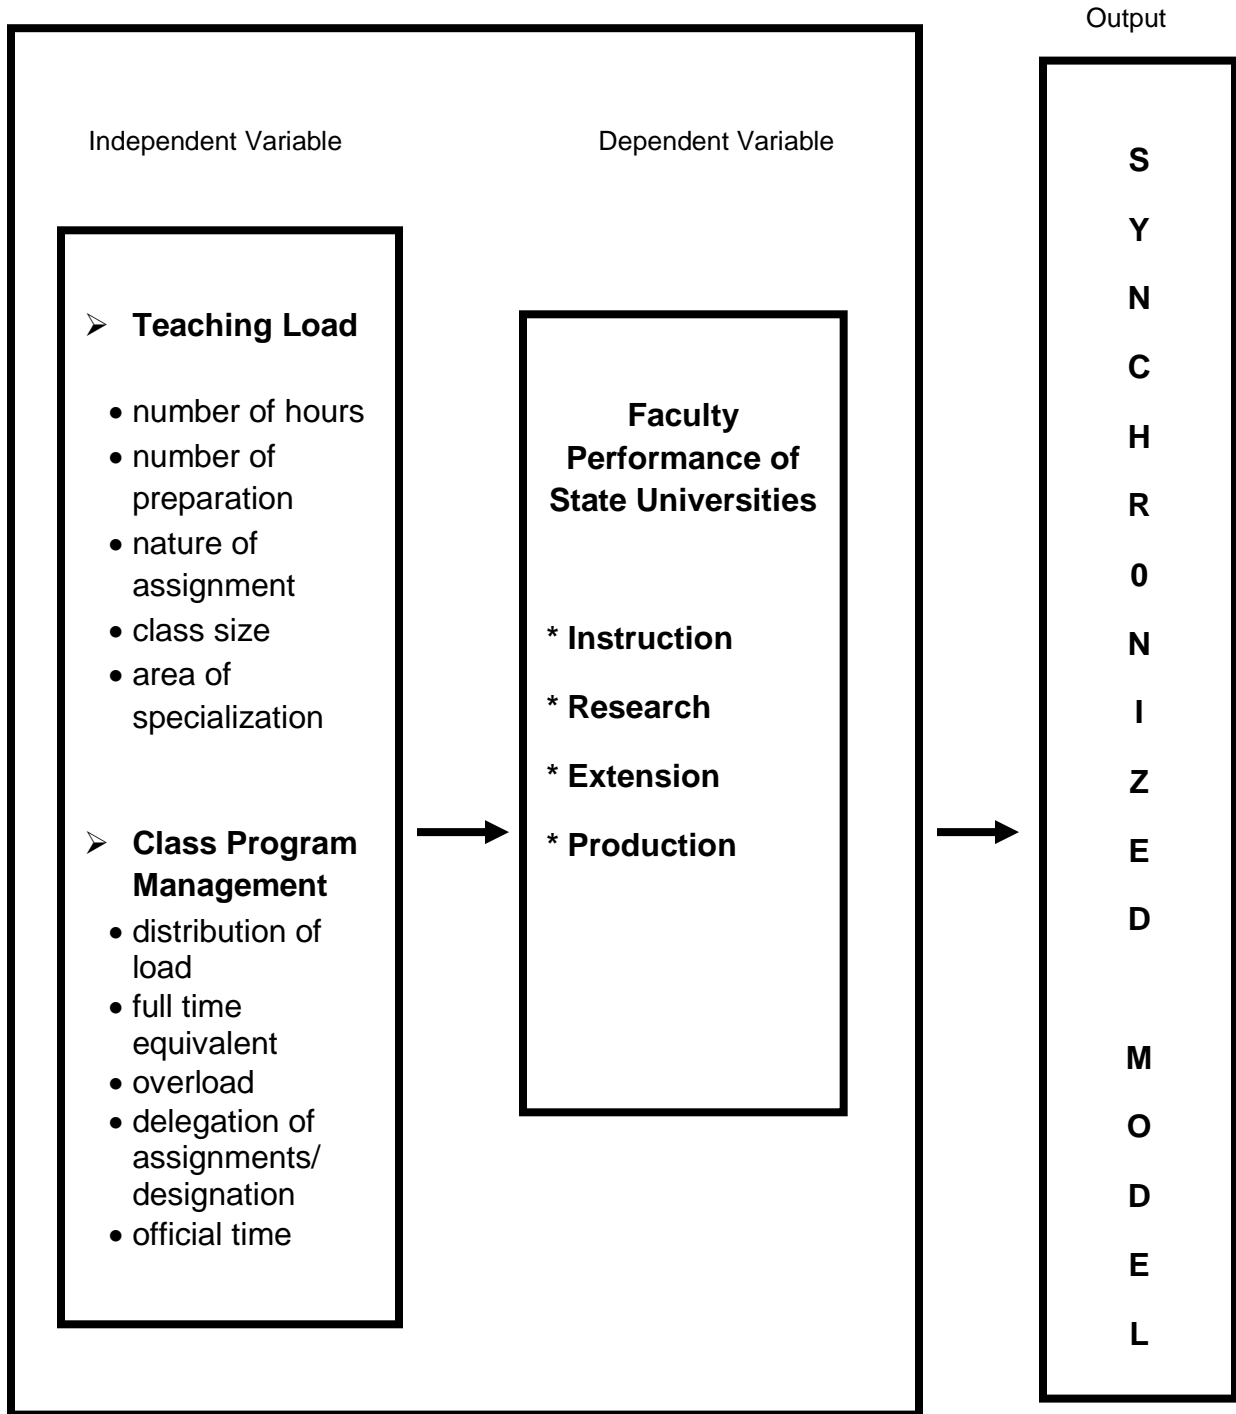 Output
Independent Variable
Dependent Variable
➢ Teaching Load
• number of hours
• number of
preparation
• nature of
assignment
• class size
• area of
specialization
➢ Class Program
Management
• distribution of
load
• full time
equivalent
• overload
• delegation of
assignments/
designation
• official time
Faculty
Performance of
State Universities
* Instruction
* Research
* Extension
* Production
S
Y
N
C
H
R
0
N
I
Z
E
D
M
O
D
E
L